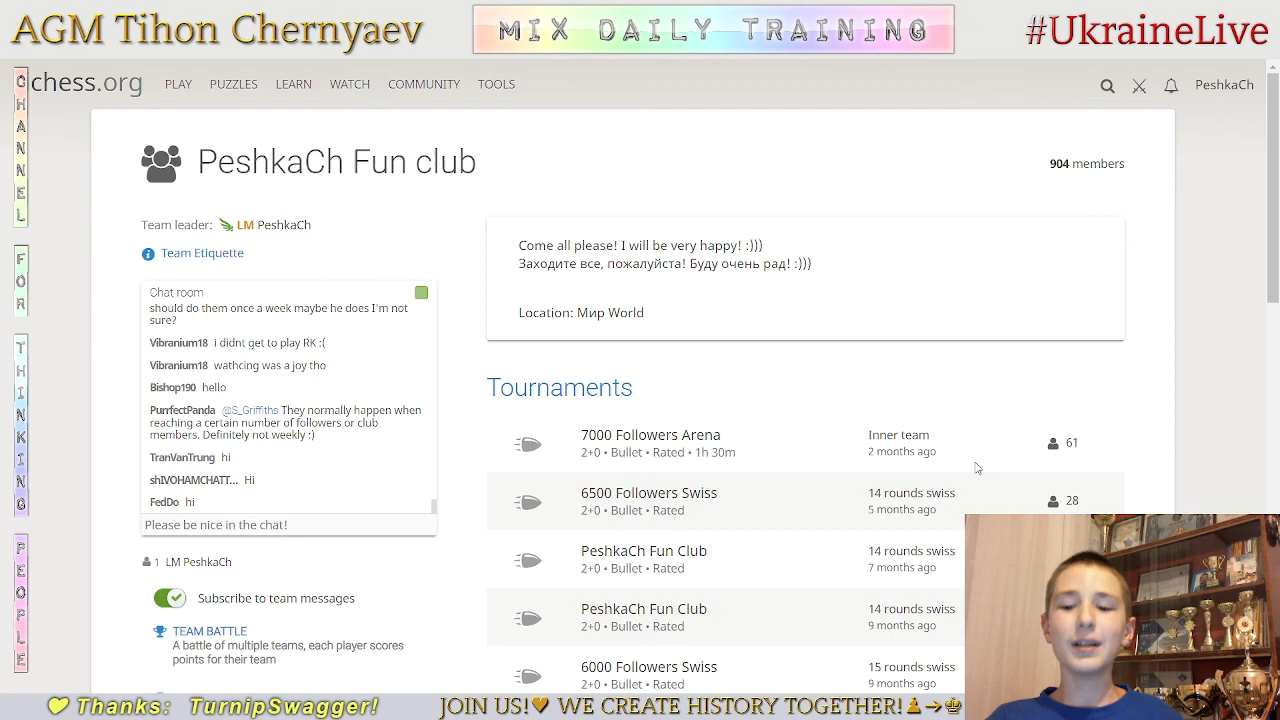 AGM Tihon Chernyaev
MIX DAILY TRAINING
#UkraineLive
chess.org
PLAY
PUZZLES
LEARN
WATCH
COMMUNITY
TOOLS
PeshkaCh
CHANNEL
FOR
THINKING
PEOPLE
PeshkaCh Fun club
904 members
Team leader: LM PeshkaCh
Team Etiquette
Chat room
should do them once a week maybe he does I'm not
sure?
Vibranium18 i didnt get to play RK :(
Vibranium18 wathcing was a joy tho
Bishop190 hello
PurrfectPanda @S_Griffiths They normally happen when
reaching a certain number of followers or club
members. Definitely not weekly :)
TranVanTrung hi
shIVOHAMCHATT... Hi
FedDo hi
Please be nice in the chat!
1 LM PeshkaCh
Subscribe to team messages
TEAM BATTLE
A battle of multiple teams, each player scores
points for their team
Come all please! I will be very happy! :)))
Заходите все, пожалуйста! Буду очень рад! :)))
Location: Мир World
Tournaments
7000 Followers Arena
2+0 • Bullet • Rated • 1h 30m
Inner team
2 months ago
61
6500 Followers Swiss
2+0 • Bullet • Rated
14 rounds swiss
5 months ago
28
PeshkaCh Fun Club
2+0 • Bullet • Rated
14 rounds swiss
7 months ago
PeshkaCh Fun Club
2+0 • Bullet • Rated
14 rounds swiss
9 months ago
6000 Followers Swiss
2+0 • Bullet • Rated
15 rounds swiss
9 months ago
Thanks: TurnipSwagger!
JOIN US! WE CREATE HISTORY TOGETHER!